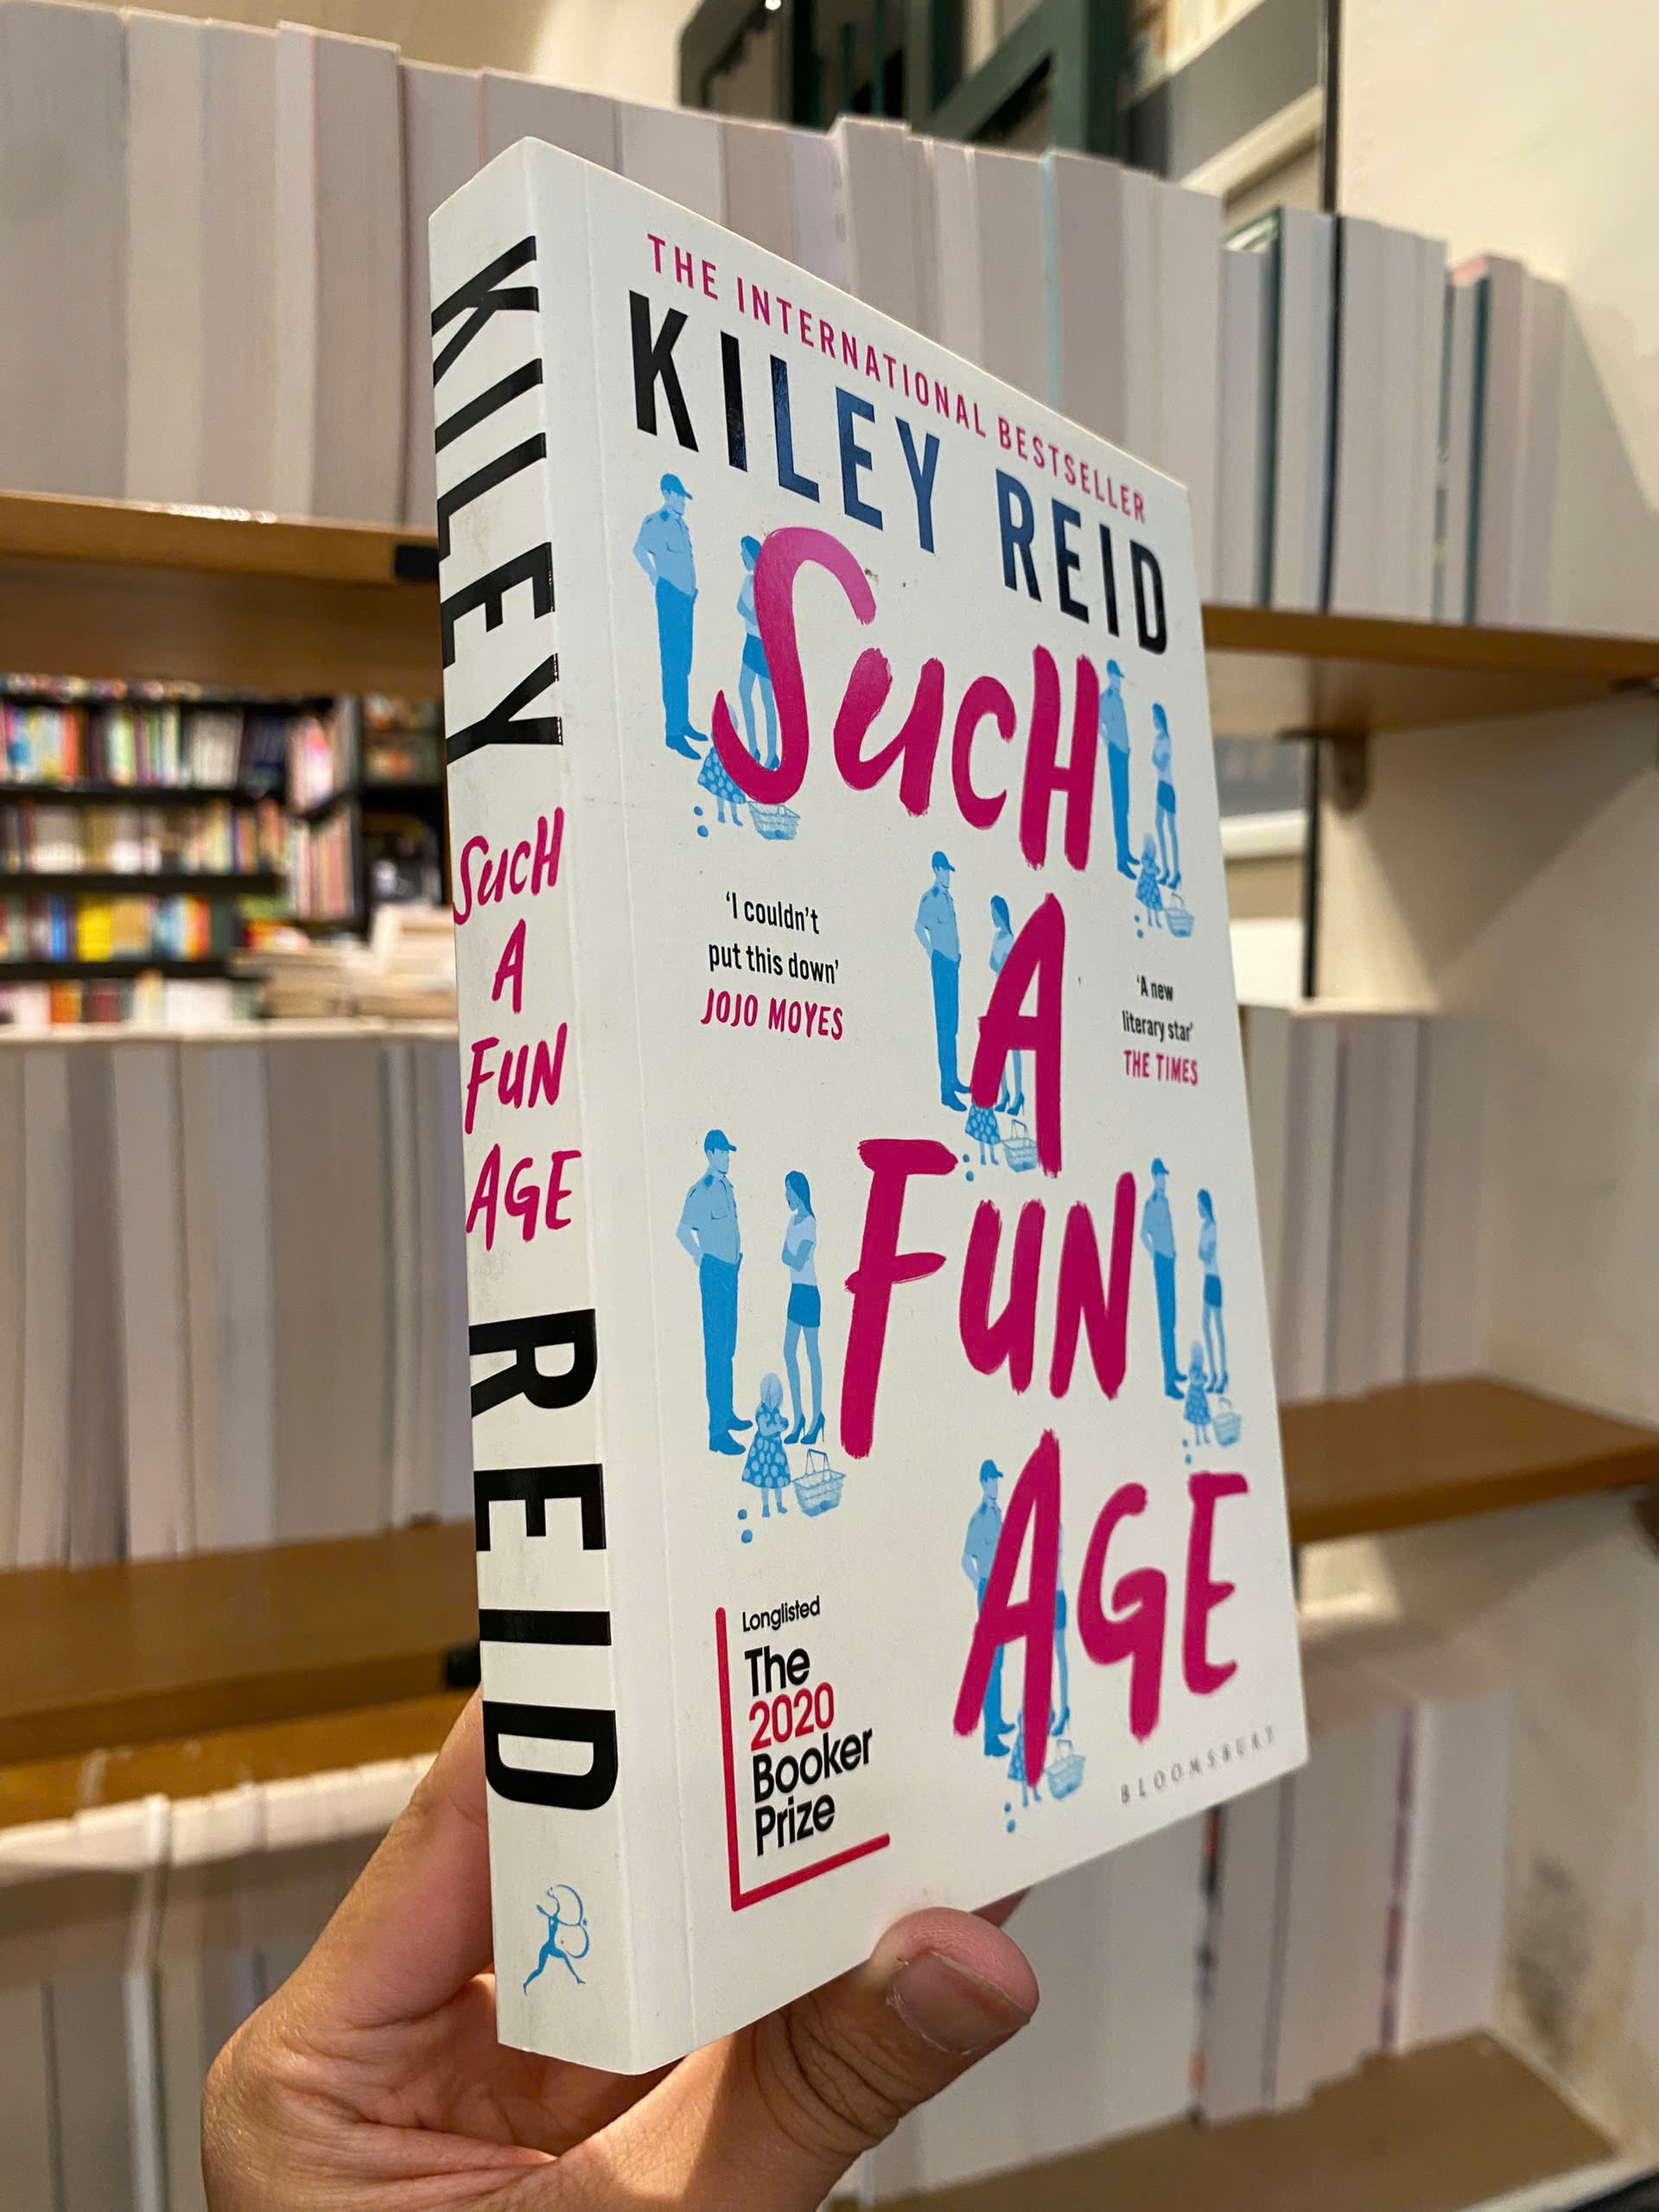 KILEY
SUCH
A
FUN
AGE
REID
THE INTERNATIONAL BESTSELLER
KILEY REID
SUCH
A
FUN
AGE
‘I couldn’t
put this down’
JOJO MOYES
‘A new
literary star’
THE TIMES
Longlisted
The
2020
Booker
Prize
BLOOMSBURY